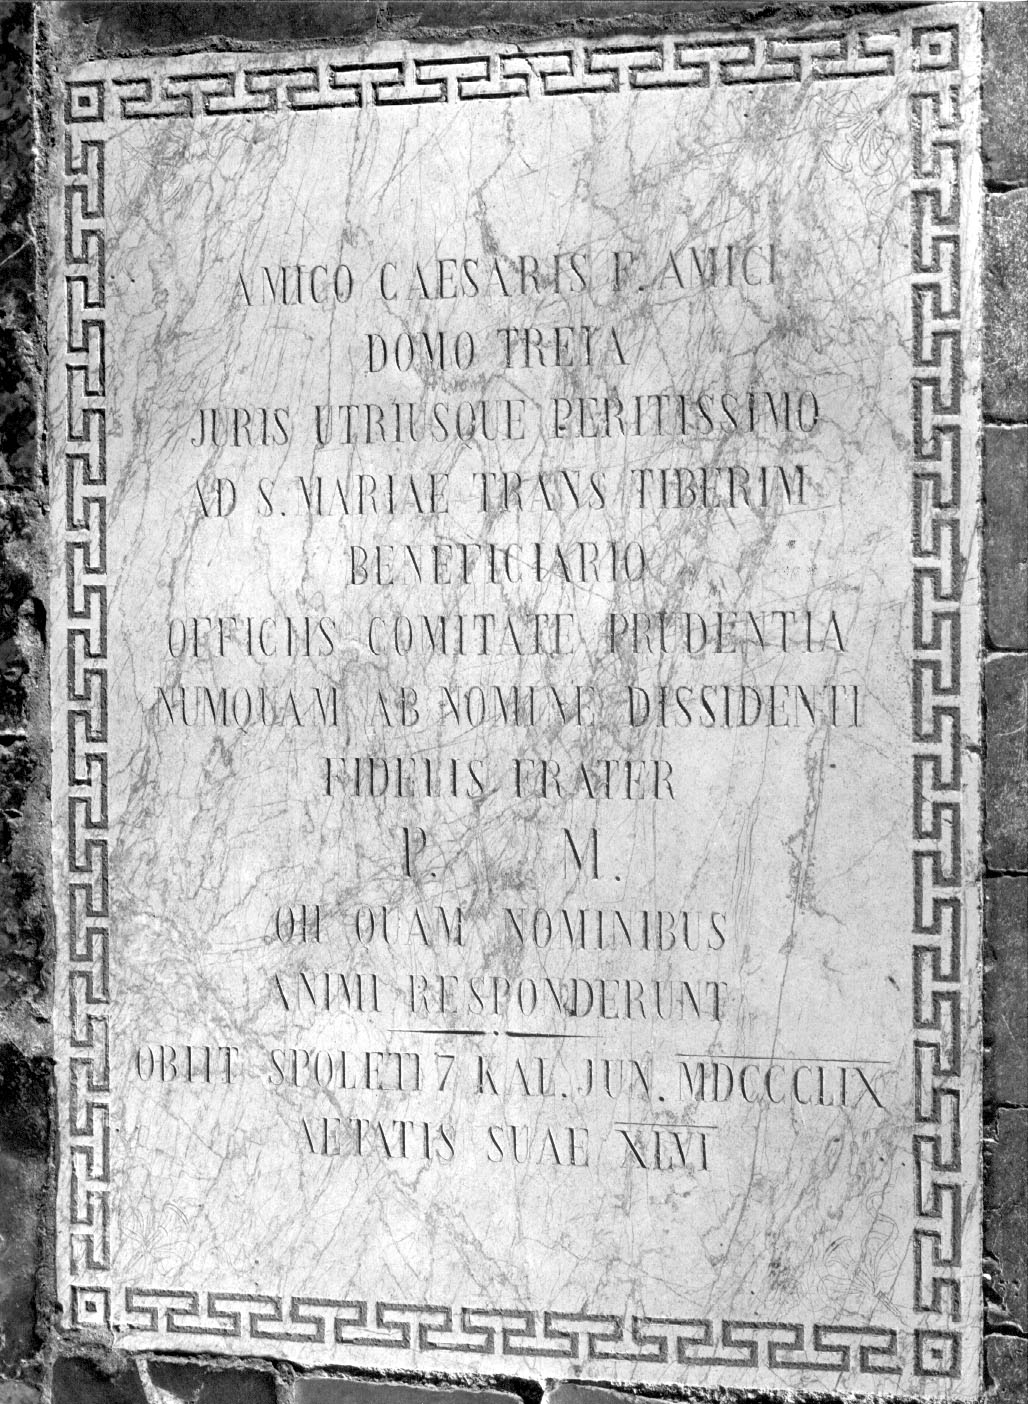 AMICO CAESARIS F. AMICI
DOMO TREJA
JURIS UTRIUSQUE PERITISSIMO
AD S. MARIAE TRANS TIBERIM
BENEFICIARIO
OFFICIIS COMITATE PRUDENTIA
NUMQUAM AB NOMINE DISSIDENTI
FIDELIS FRATER
P. M.
OH QUAM NOMINIBUS
ANIMI RESPONDERUNT
OBIIT SPOLETI 7 KAL. JUN. MDCCCLIX
AETATIS SUAE XLVI